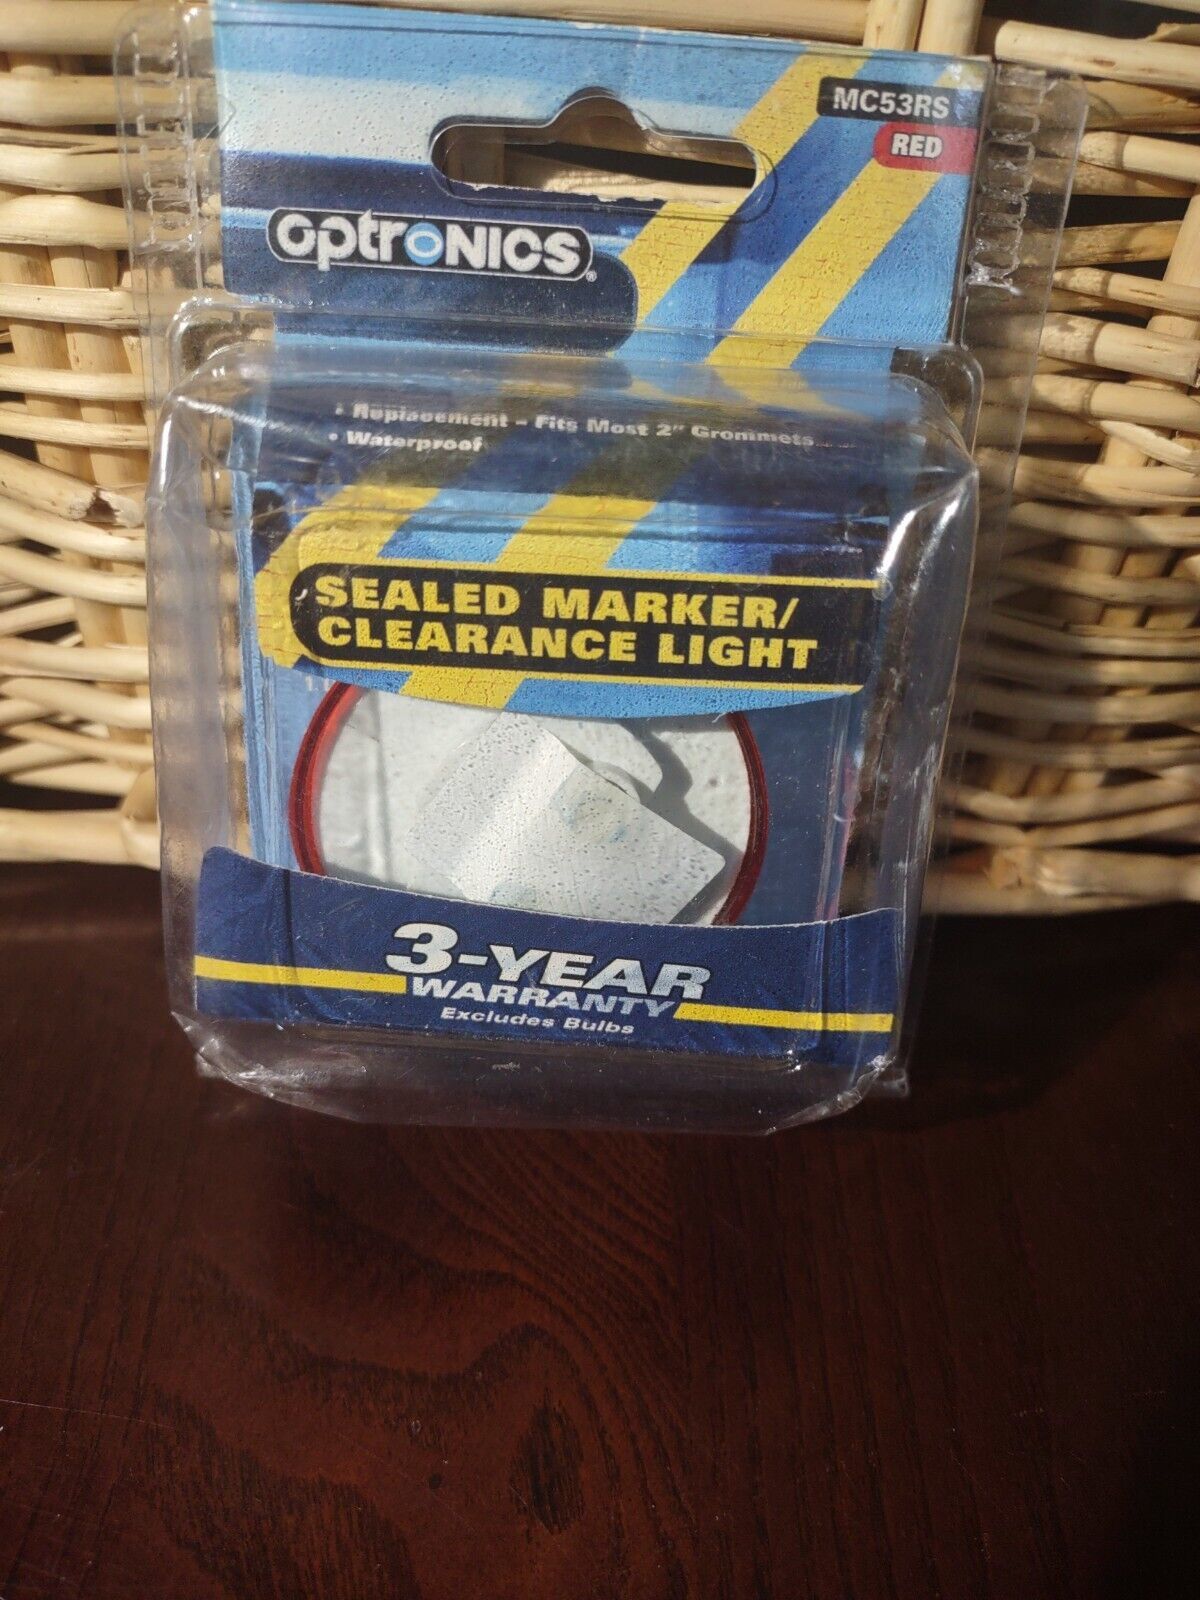 MC53RS
RED
optronics®
• Replacement – Fits Most 2" Grommets
• Waterproof
SEALED MARKER/
CLEARANCE LIGHT
3-YEAR
WARRANTY
Excludes Bulbs